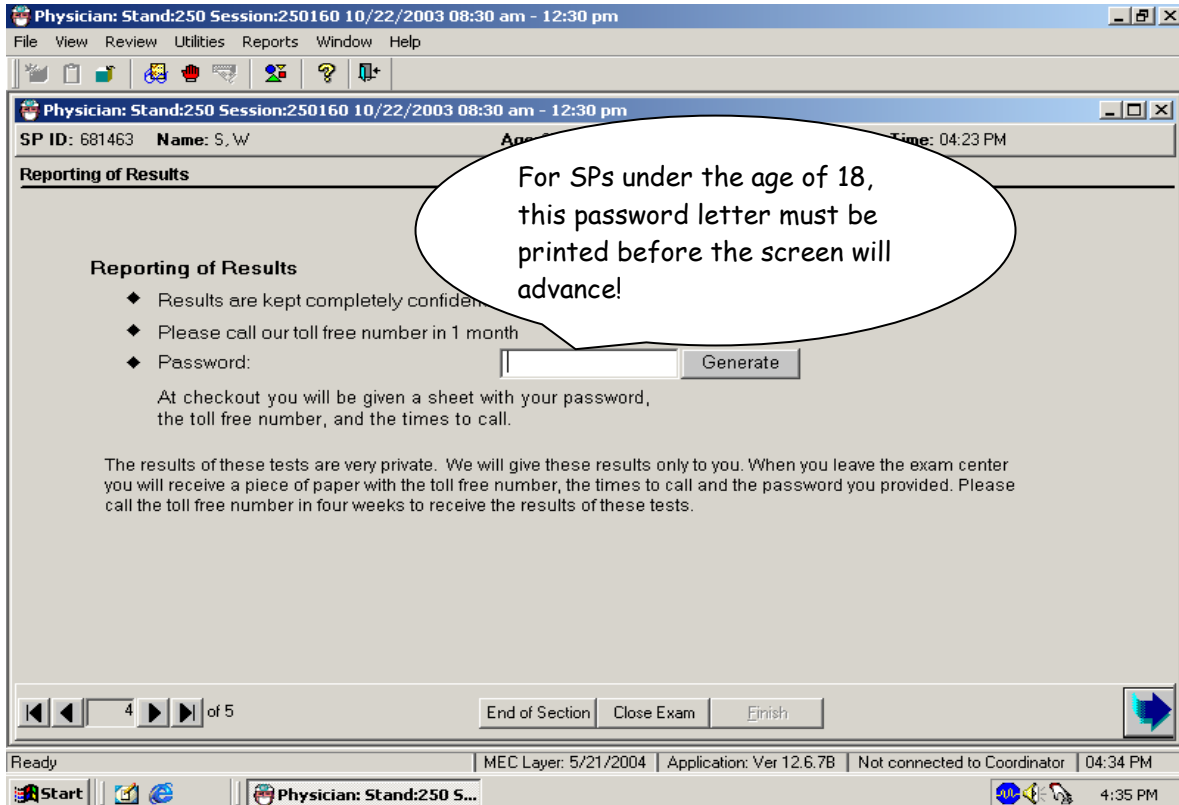 Physician: Stand:250 Session:250160 10/22/2003 08:30 am - 12:30 pm
File View Review Utilities Reports Window Help
Physician: Stand:250 Session:250160 10/22/2003 08:30 am - 12:30 pm
SP ID: 681463 Name: S, W Time: 04:23 PM
Reporting of Results
For SPs under the age of 18,
this password letter must be
printed before the screen will
advance!
Reporting of Results
Results are kept completely
Please call our toll free number in 1 month
Password: Generate
At checkout you will be given a sheet with your password,
the toll free number, and the times to call.
The results of these tests are very private. We will give these results only to you. When you leave the exam center
you will receive a piece of paper with the toll free number, the times to call and the password you provided. Please
call the toll free number in four weeks to receive the results of these tests.
4 of 5 End of Section Close Exam Finish
Ready MEC Layer: 5/21/2004 Application: Ver 12.6.7B Not connected to Coordinator 04:34 PM
Start Physician: Stand:250 S... 4:35 PM